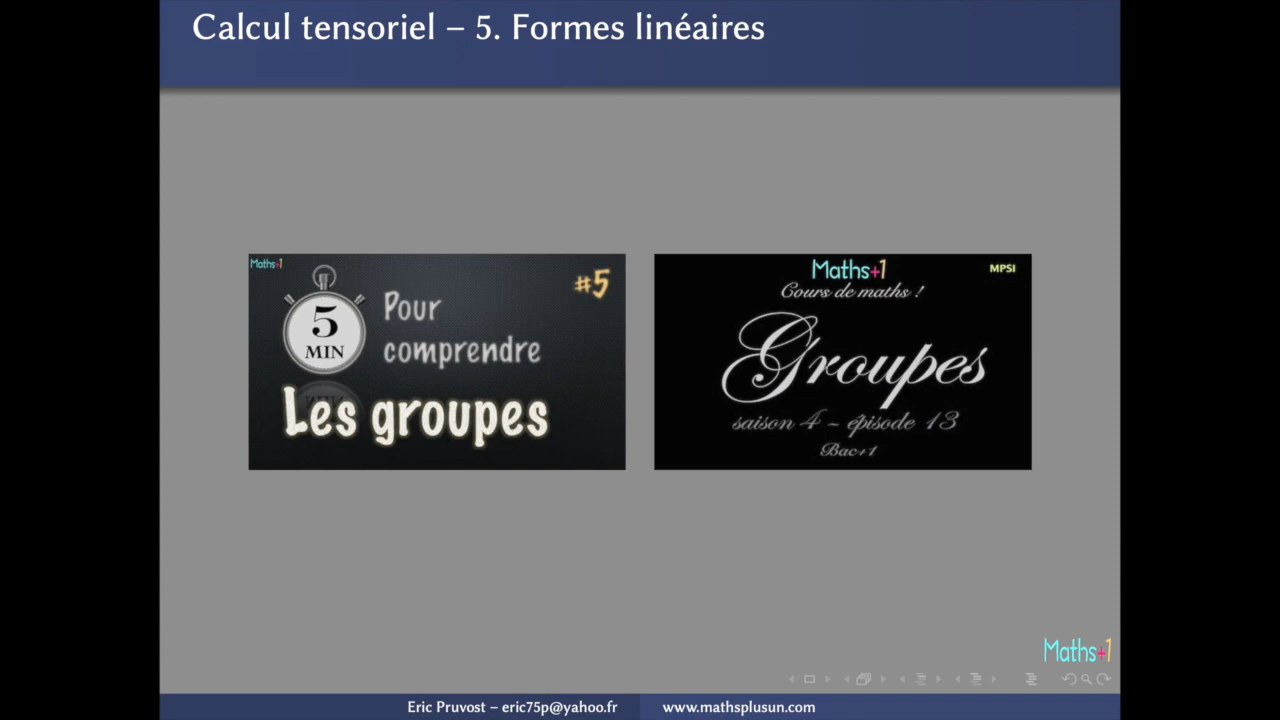 Calcul tensoriel – 5. Formes linéaires
Maths+1
#5
5
MIN
Pour
comprendre
Les groupes
Maths+1
MPSI
Cours de maths !
Groupes
saison 4 - épisode 13
Bac+1
Maths+1
Eric Pruvost – eric75p@yahoo.fr
www.mathsplusun.com